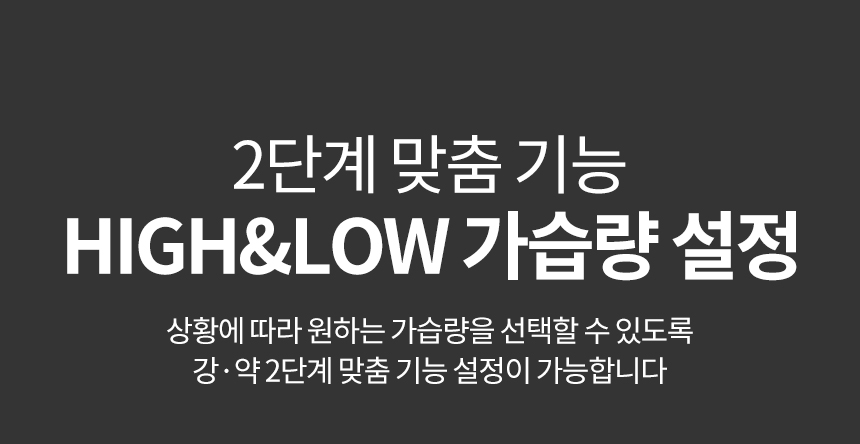 2단계 맞춤 기능
HIGH&LOW 가습량 설정
상황에 따라 원하는 가습량을 선택할 수 있도록
강·약 2단계 맞춤 기능 설정이 가능합니다